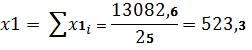 x1 = ∑x₁ᵢ = 13082,₆ / 2₅ = 523,₃